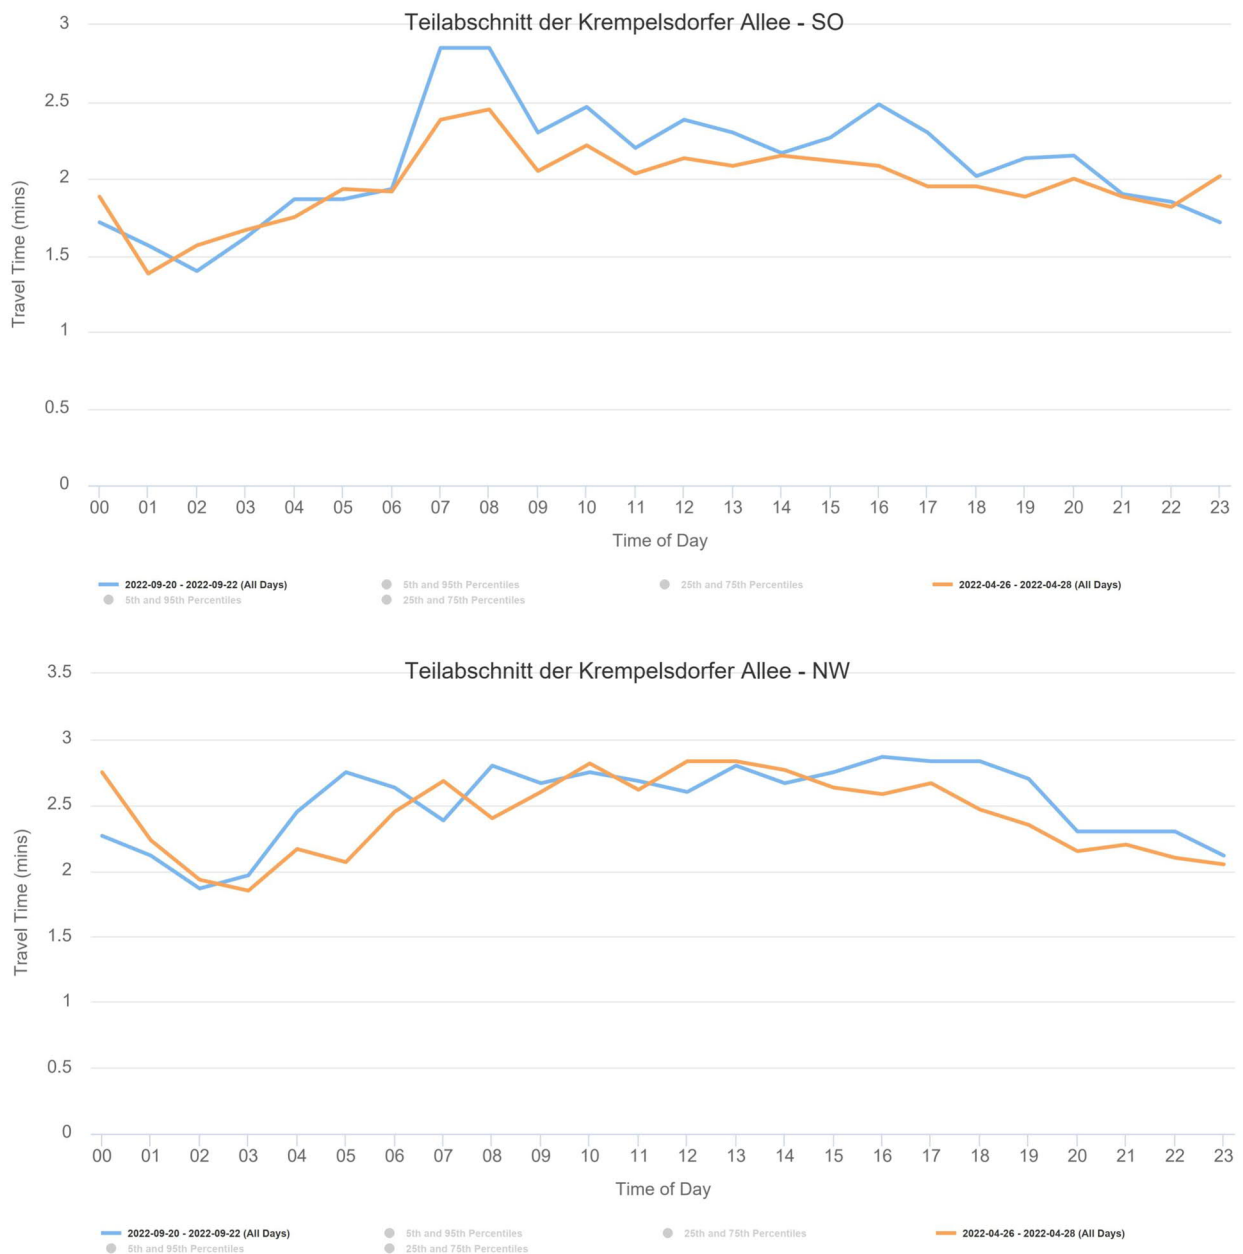 Teilabschnitt der Krempelsdorfer Allee - SO
3
2.5
2
1.5
1
0.5
0
Travel Time (mins)
00 01 02 03 04 05 06 07 08 09 10 11 12 13 14 15 16 17 18 19 20 21 22 23
Time of Day
2022-09-20 - 2022-09-22 (All Days) 5th and 95th Percentiles 25th and 75th Percentiles 2022-04-26 - 2022-04-28 (All Days)
5th and 95th Percentiles 25th and 75th Percentiles
Teilabschnitt der Krempelsdorfer Allee - NW
3.5
3
2.5
2
1.5
1
0.5
0
Travel Time (mins)
00 01 02 03 04 05 06 07 08 09 10 11 12 13 14 15 16 17 18 19 20 21 22 23
Time of Day
2022-09-20 - 2022-09-22 (All Days) 5th and 95th Percentiles 25th and 75th Percentiles 2022-04-26 - 2022-04-28 (All Days)
5th and 95th Percentiles 25th and 75th Percentiles